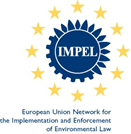 IMPEL
European Union Network for
the Implementation and Enforcement
of Environmental Law